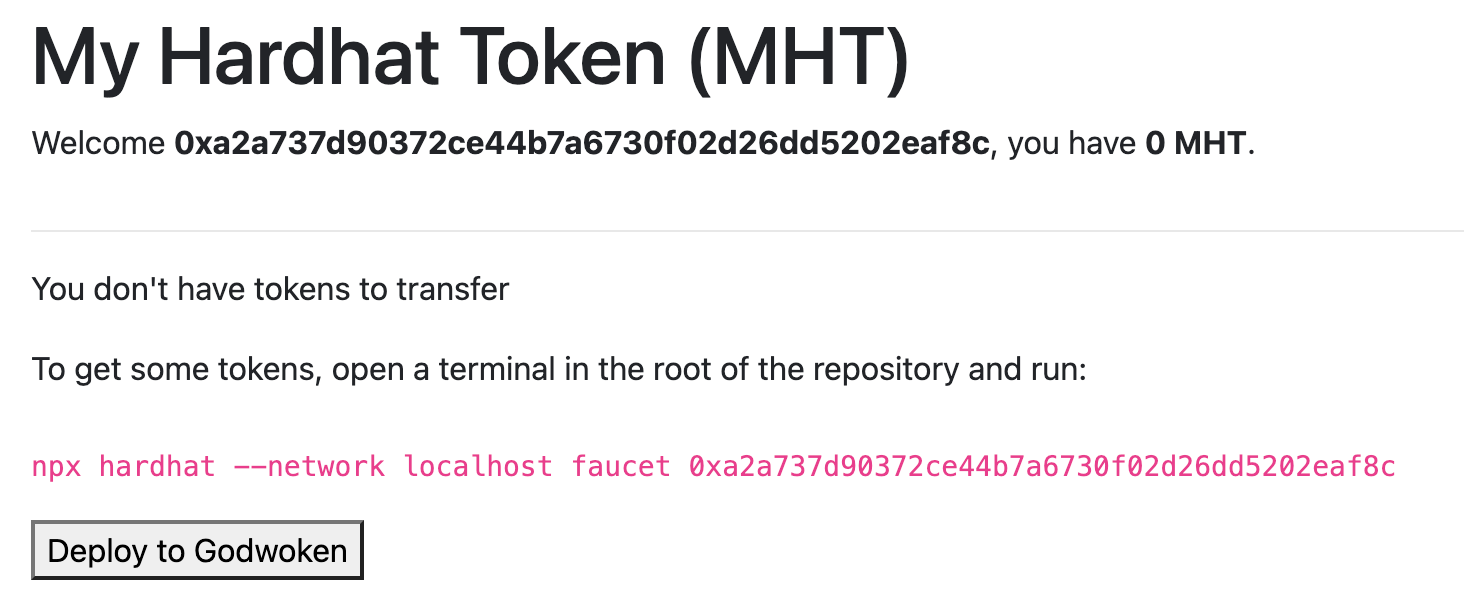 My Hardhat Token (MHT)
Welcome 0xa2a737d90372ce44b7a6730f02d26dd5202eaf8c, you have 0 MHT.
You don't have tokens to transfer
To get some tokens, open a terminal in the root of the repository and run:
npx hardhat --network localhost faucet 0xa2a737d90372ce44b7a6730f02d26dd5202eaf8c
Deploy to Godwoken